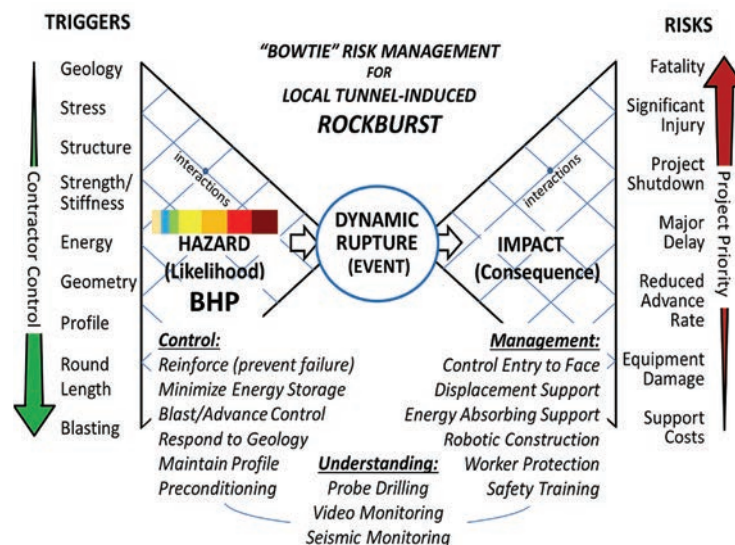 TRIGGERS
Geology
Stress
Structure
Strength/
Stiffness
Energy
Geometry
Profile
Round
Length
Blasting
Contractor Control
"BOWTIE" RISK MANAGEMENT
FOR
LOCAL TUNNEL-INDUCED
ROCKBURST
interactions
HAZARD
(Likelihood)
BHP
DYNAMIC
RUPTURE
(EVENT)
interactions
IMPACT
(Consequence)
RISKS
Fatality
Significant
Injury
Project
Shutdown
Major
Delay
Reduced
Advance
Rate
Equipment
Damage
Support
Costs
Project Priority
Control:
Reinforce (prevent failure)
Minimize Energy Storage
Blast/Advance Control
Respond to Geology
Maintain Profile
Preconditioning
Understanding:
Probe Drilling
Video Monitoring
Seismic Monitoring
Management:
Control Entry to Face
Displacement Support
Energy Absorbing Support
Robotic Construction
Worker Protection
Safety Training